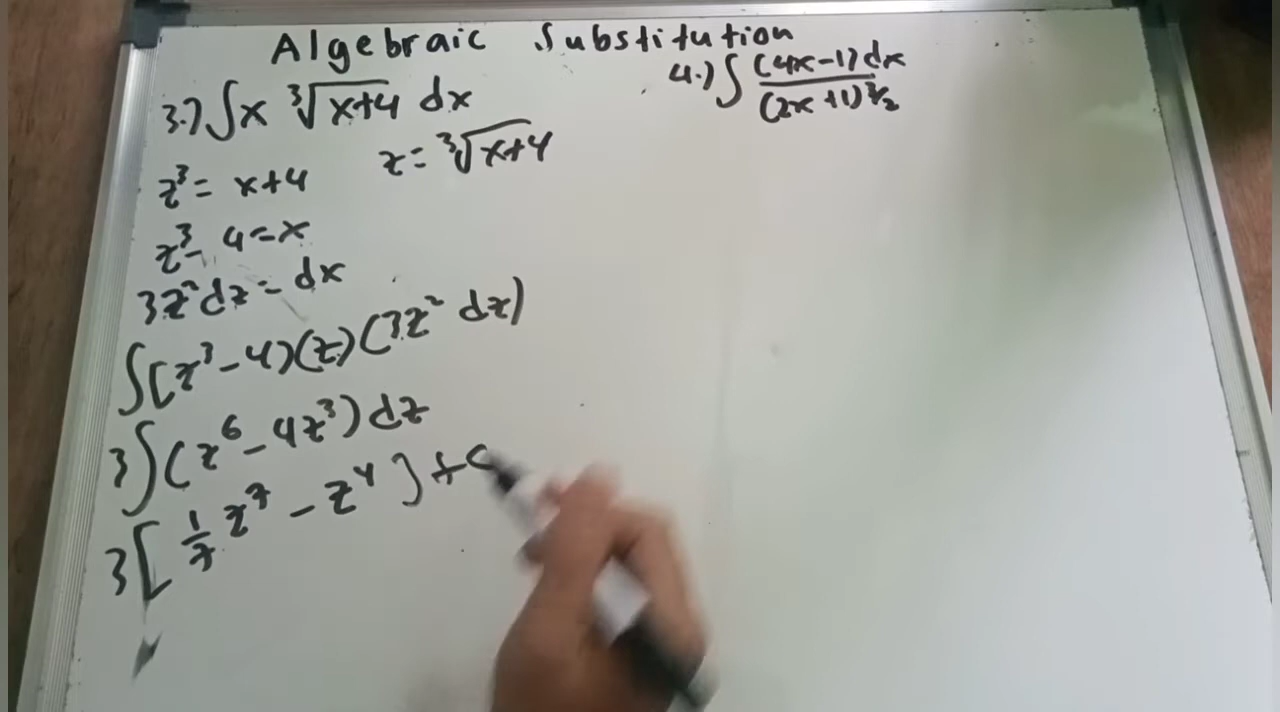 Algebraic Substitution
3.) ∫x ∛(x+4) dx
z = ∛(x+4)
z³ = x+4
z³ - 4 = x
3z² dz = dx
∫(z³-4)(z)(3z² dz)
3∫(z⁶ - 4z³) dz
3[1/7 z⁷ - z⁴] + c
4.) ∫ (4x-1) dx / (2x+1)^3/2